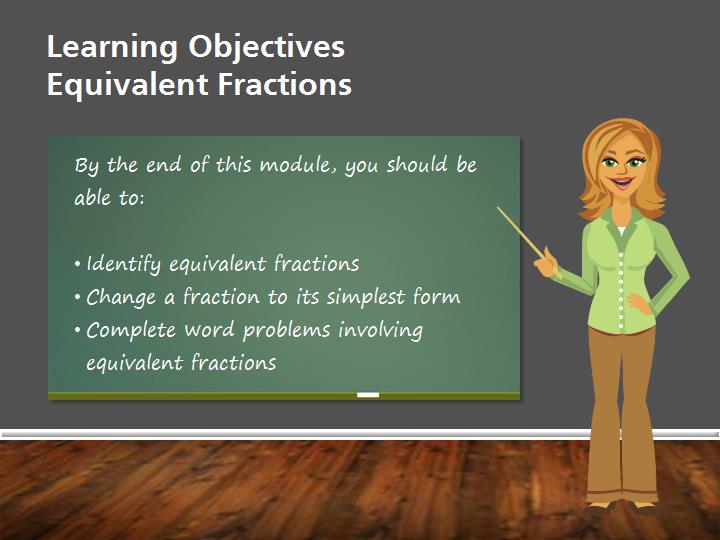 Learning Objectives
Equivalent Fractions
By the end of this module, you should be
able to:
• Identify equivalent fractions
• Change a fraction to its simplest form
• Complete word problems involving
equivalent fractions